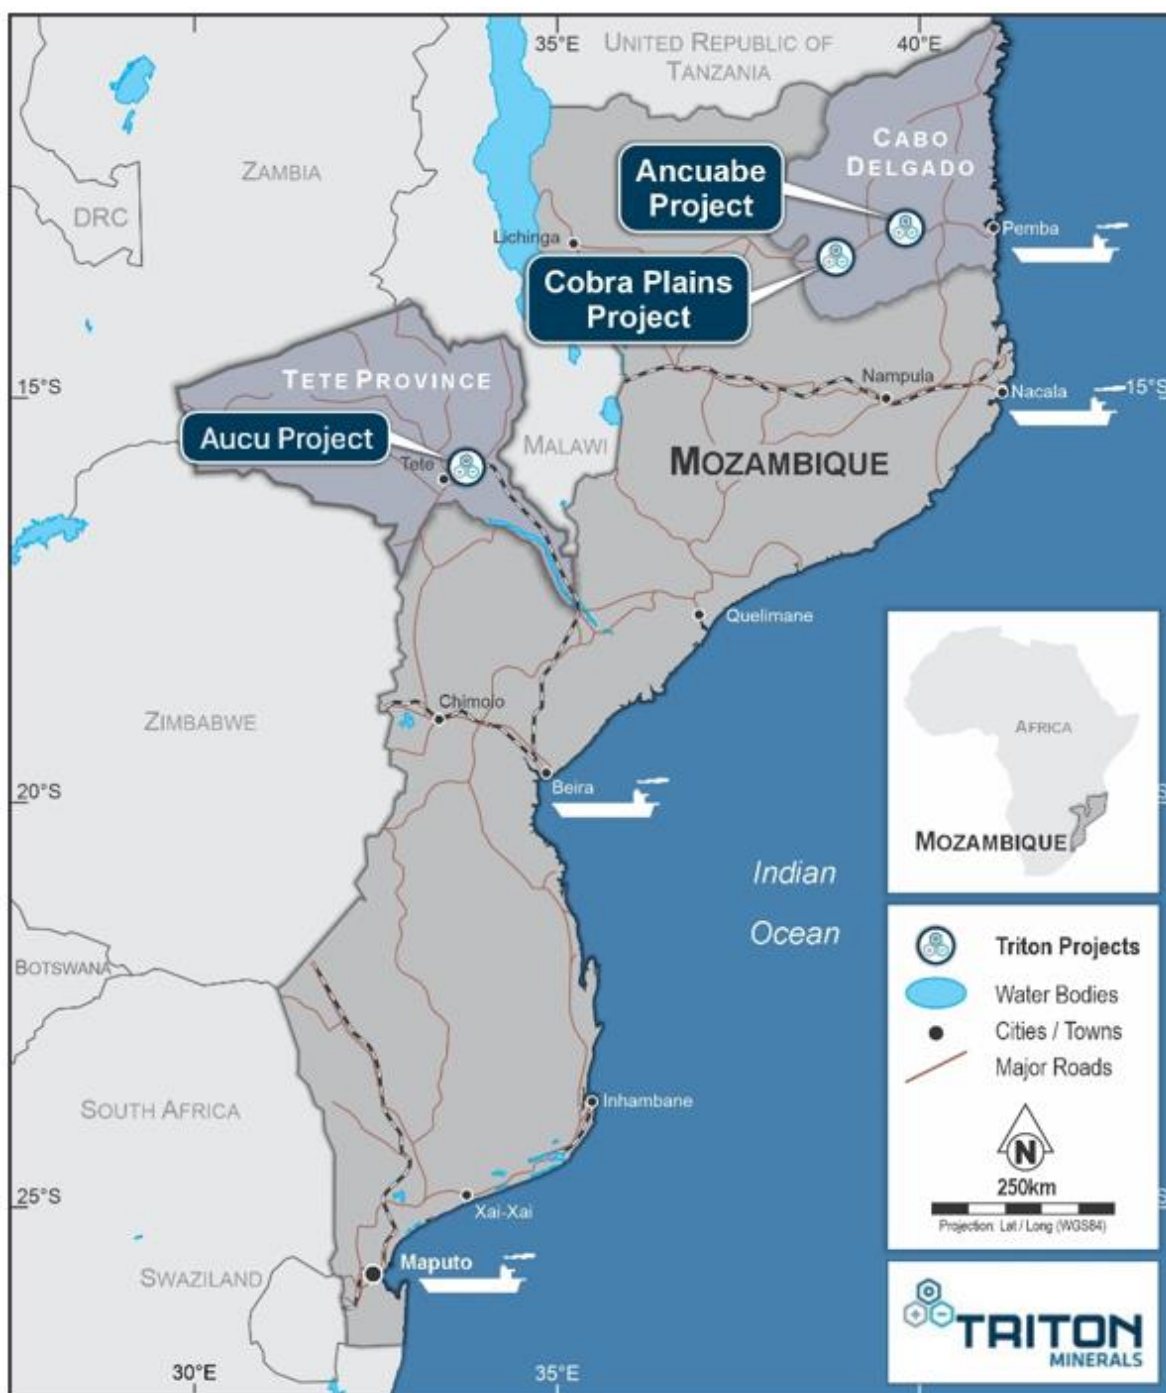 35°E
40°E
UNITED REPUBLIC OF
TANZANIA
CABO
DELGADO
ZAMBIA
DRC
Ancuabe
Project
Lichinga
Pemba
Cobra Plains
Project
TETE PROVINCE
15°S
Nampula
Nacala
15°S
Aucu Project
Tete
MALAWI
MOZAMBIQUE
Quelimane
ZIMBABWE
Chimoio
AFRICA
20°S
Beira
MOZAMBIQUE
Indian
Ocean
BOTSWANA
Triton Projects
Water Bodies
Cities / Towns
Major Roads
SOUTH AFRICA
Inhambane
N
250km
Projection: Lat / Long (WGS84)
25°S
Xai-Xai
SWAZILAND
Maputo
TRITON
MINERALS
30°E
35°E